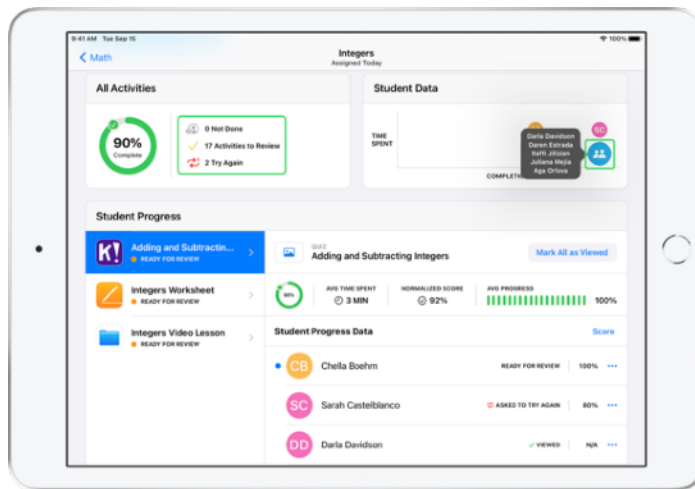 9:41 AM Tue Sep 15
100%
Math
Integers
Assigned Today
All Activities
90%
Complete
0 Not Done
17 Activities to Review
2 Try Again
Student Data
TIME
SPENT
SC
Darla Davidson
Daren Estrada
Raffi Jilizian
Juliana Mejia
Aga Orlova
Student Progress
K!
Adding and Subtractin...
READY FOR REVIEW
Integers Worksheet
READY FOR REVIEW
Integers Video Lesson
READY FOR REVIEW
QUIZ
Adding and Subtracting Integers
Mark All as Viewed
AVG TIME SPENT
3 MIN
NORMALIZED SCORE
92%
AVG PROGRESS
100%
Student Progress Data
Score
CB
Chella Boehm
READY FOR REVIEW
100%
SC
Sarah Castelblanco
ASKED TO TRY AGAIN
80%
DD
Darla Davidson
VIEWED
N/A